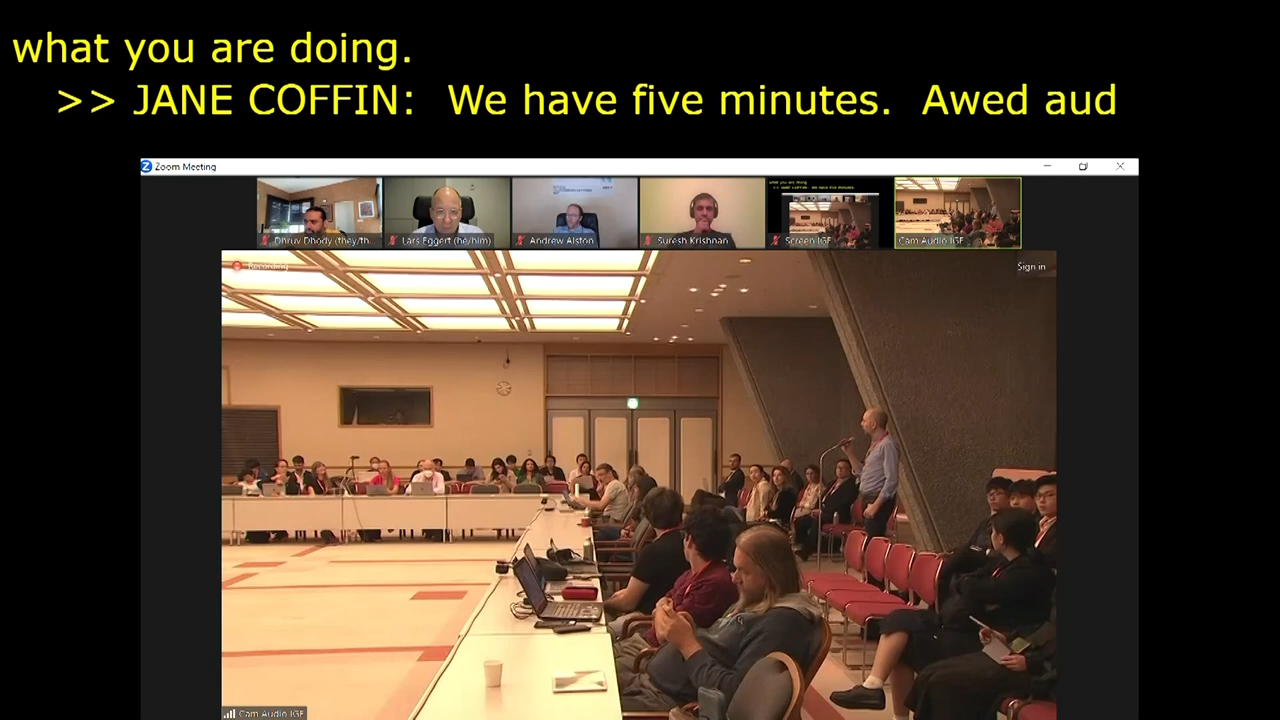 what you are doing.
>> JANE COFFIN:  We have five minutes.  Awed aud
Zoom Meeting
Dhruv Dhody (they/th...
Lars Eggert (he/him)
Andrew Alston
Suresh Krishnan
Screen IGF
Cam Audio IGF
Recording
Sign in
Cam Audio IGF